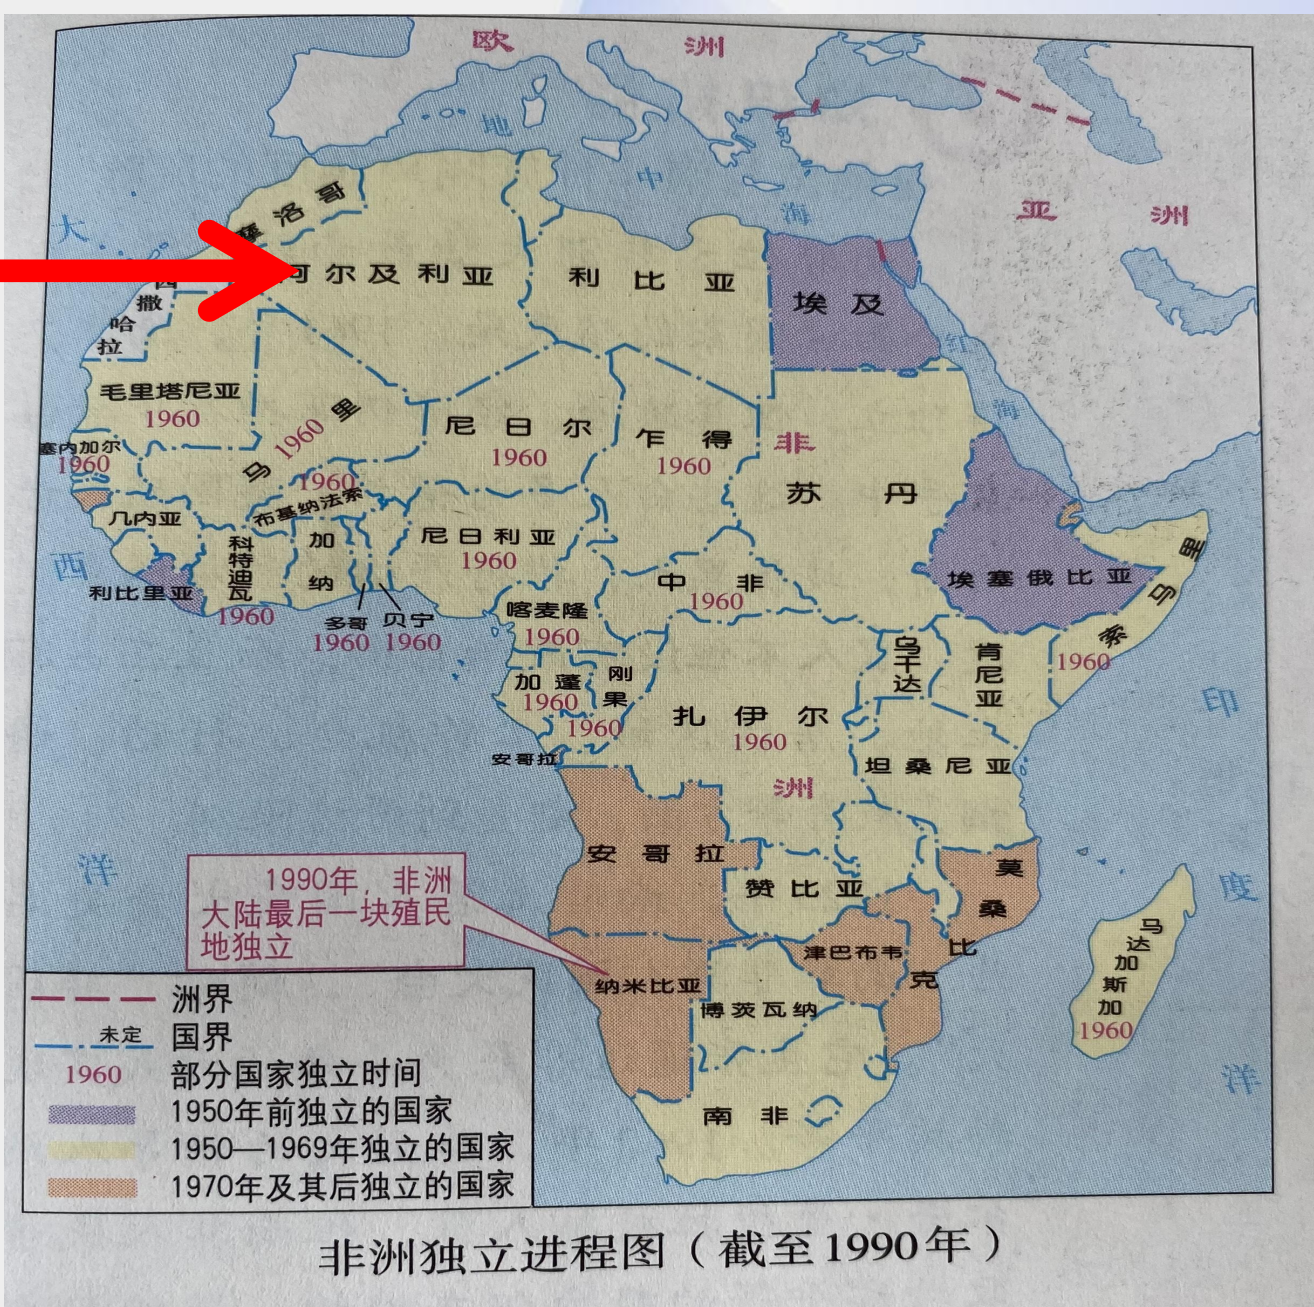 欧 洲
地
中
海
大
亚 洲
摩洛哥
阿尔及利亚
利比亚
埃及
西
撒
哈
拉
红
海
毛里塔尼亚
1960
马里
1960
尼日尔
1960
乍得
1960
非
苏丹
塞内加尔
1960
1960
布基纳法索
几内亚
科特迪瓦
1960
加纳
尼日利亚
1960
西
利比里亚
多哥
1960
贝宁
1960
中非
1960
埃塞俄比亚
索马里
1960
喀麦隆
1960
乌干达
肯尼亚
加蓬
1960
刚果
1960
扎伊尔
1960
印
安哥拉
坦桑尼亚
洲
洋
安哥拉
赞比亚
莫桑比克
度
1990年，非洲
大陆最后一块殖民
地独立
津巴布韦
马达加斯加
1960
纳米比亚
博茨瓦纳
洋
南非
洲界
未定
国界
1960
部分国家独立时间
1950年前独立的国家
1950—1969年独立的国家
1970年及其后独立的国家
非洲独立进程图（截至1990年）